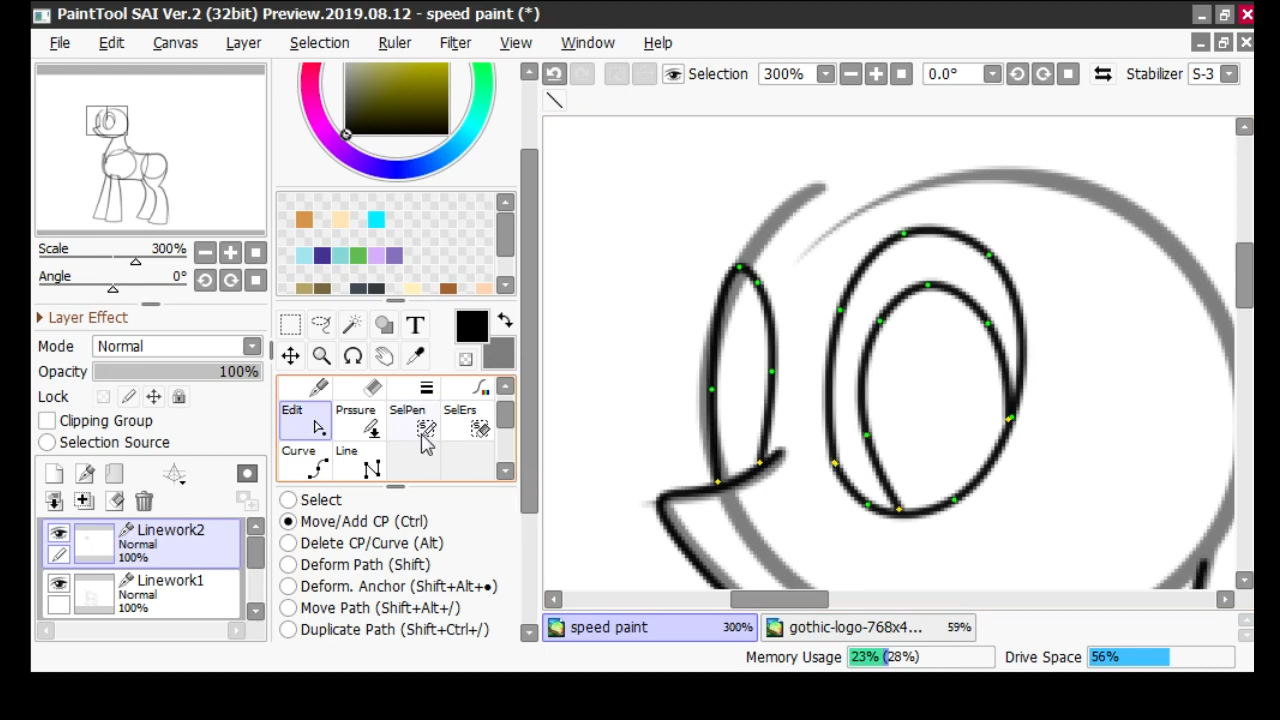 PaintTool SAI Ver.2 (32bit) Preview.2019.08.12 - speed paint (*)
File Edit Canvas Layer Selection Ruler Filter View Window Help
Selection 300% 0.0° Stabilizer S-3
Scale 300%
Angle 0°
Layer Effect
Mode Normal
Opacity 100%
Lock
Clipping Group
Selection Source
Linework2
Normal
100%
Linework1
Normal
100%
T
Edit Prssure SelPen SelErs
Curve Line
Select
Move/Add CP (Ctrl)
Delete CP/Curve (Alt)
Deform Path (Shift)
Deform. Anchor (Shift+Alt+●)
Move Path (Shift+Alt+/)
Duplicate Path (Shift+Ctrl+/)
speed paint 300% gothic-logo-768x4... 59%
Memory Usage 23% (28%) Drive Space 56%